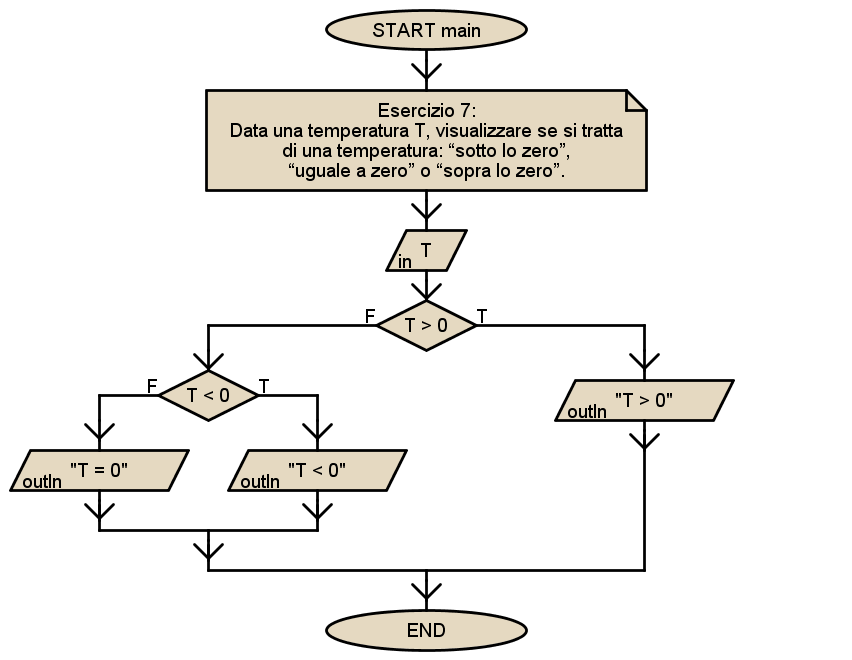 START main
Esercizio 7:
Data una temperatura T, visualizzare se si tratta
di una temperatura: “sotto lo zero”,
“uguale a zero” o “sopra lo zero”.
T
in
F
T > 0
T
F
T < 0
T
"T > 0"
outln
"T = 0"
outln
"T < 0"
outln
END